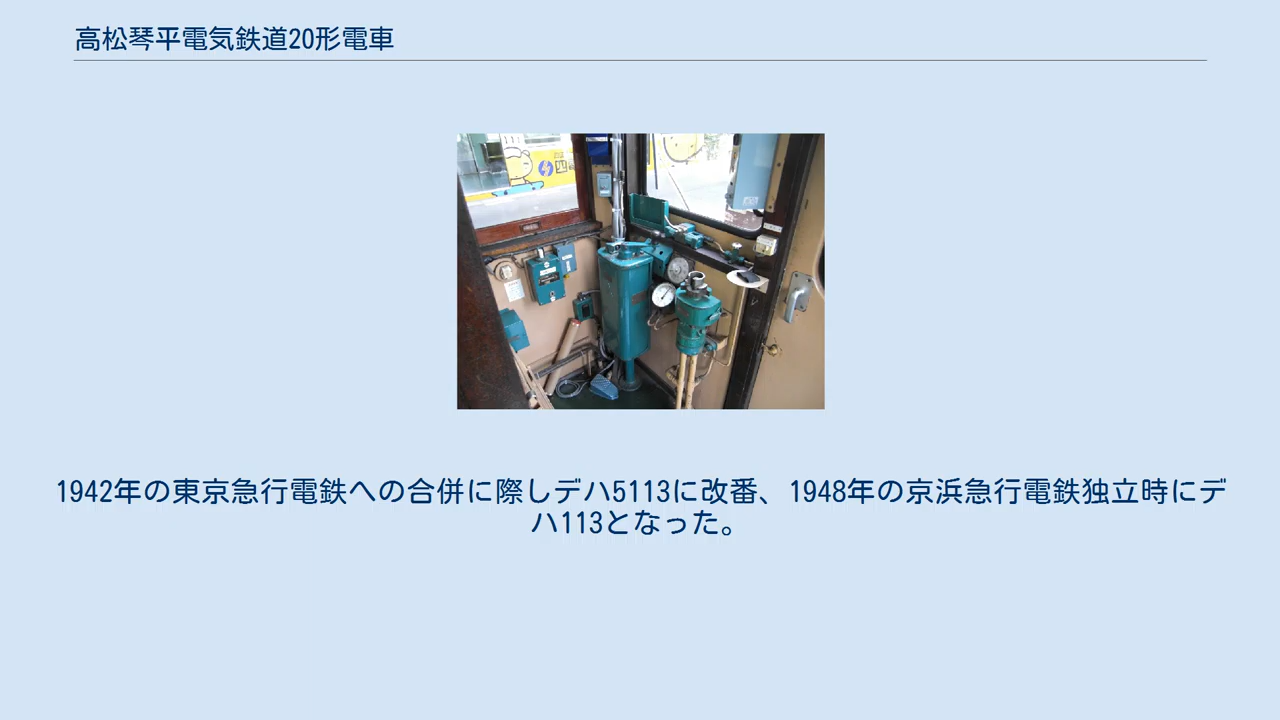 高松琴平電気鉄道20形電車
1942年の東京急行電鉄への合併に際しデハ5113に改番、1948年の京浜急行電鉄独立時にデ
ハ113となった。